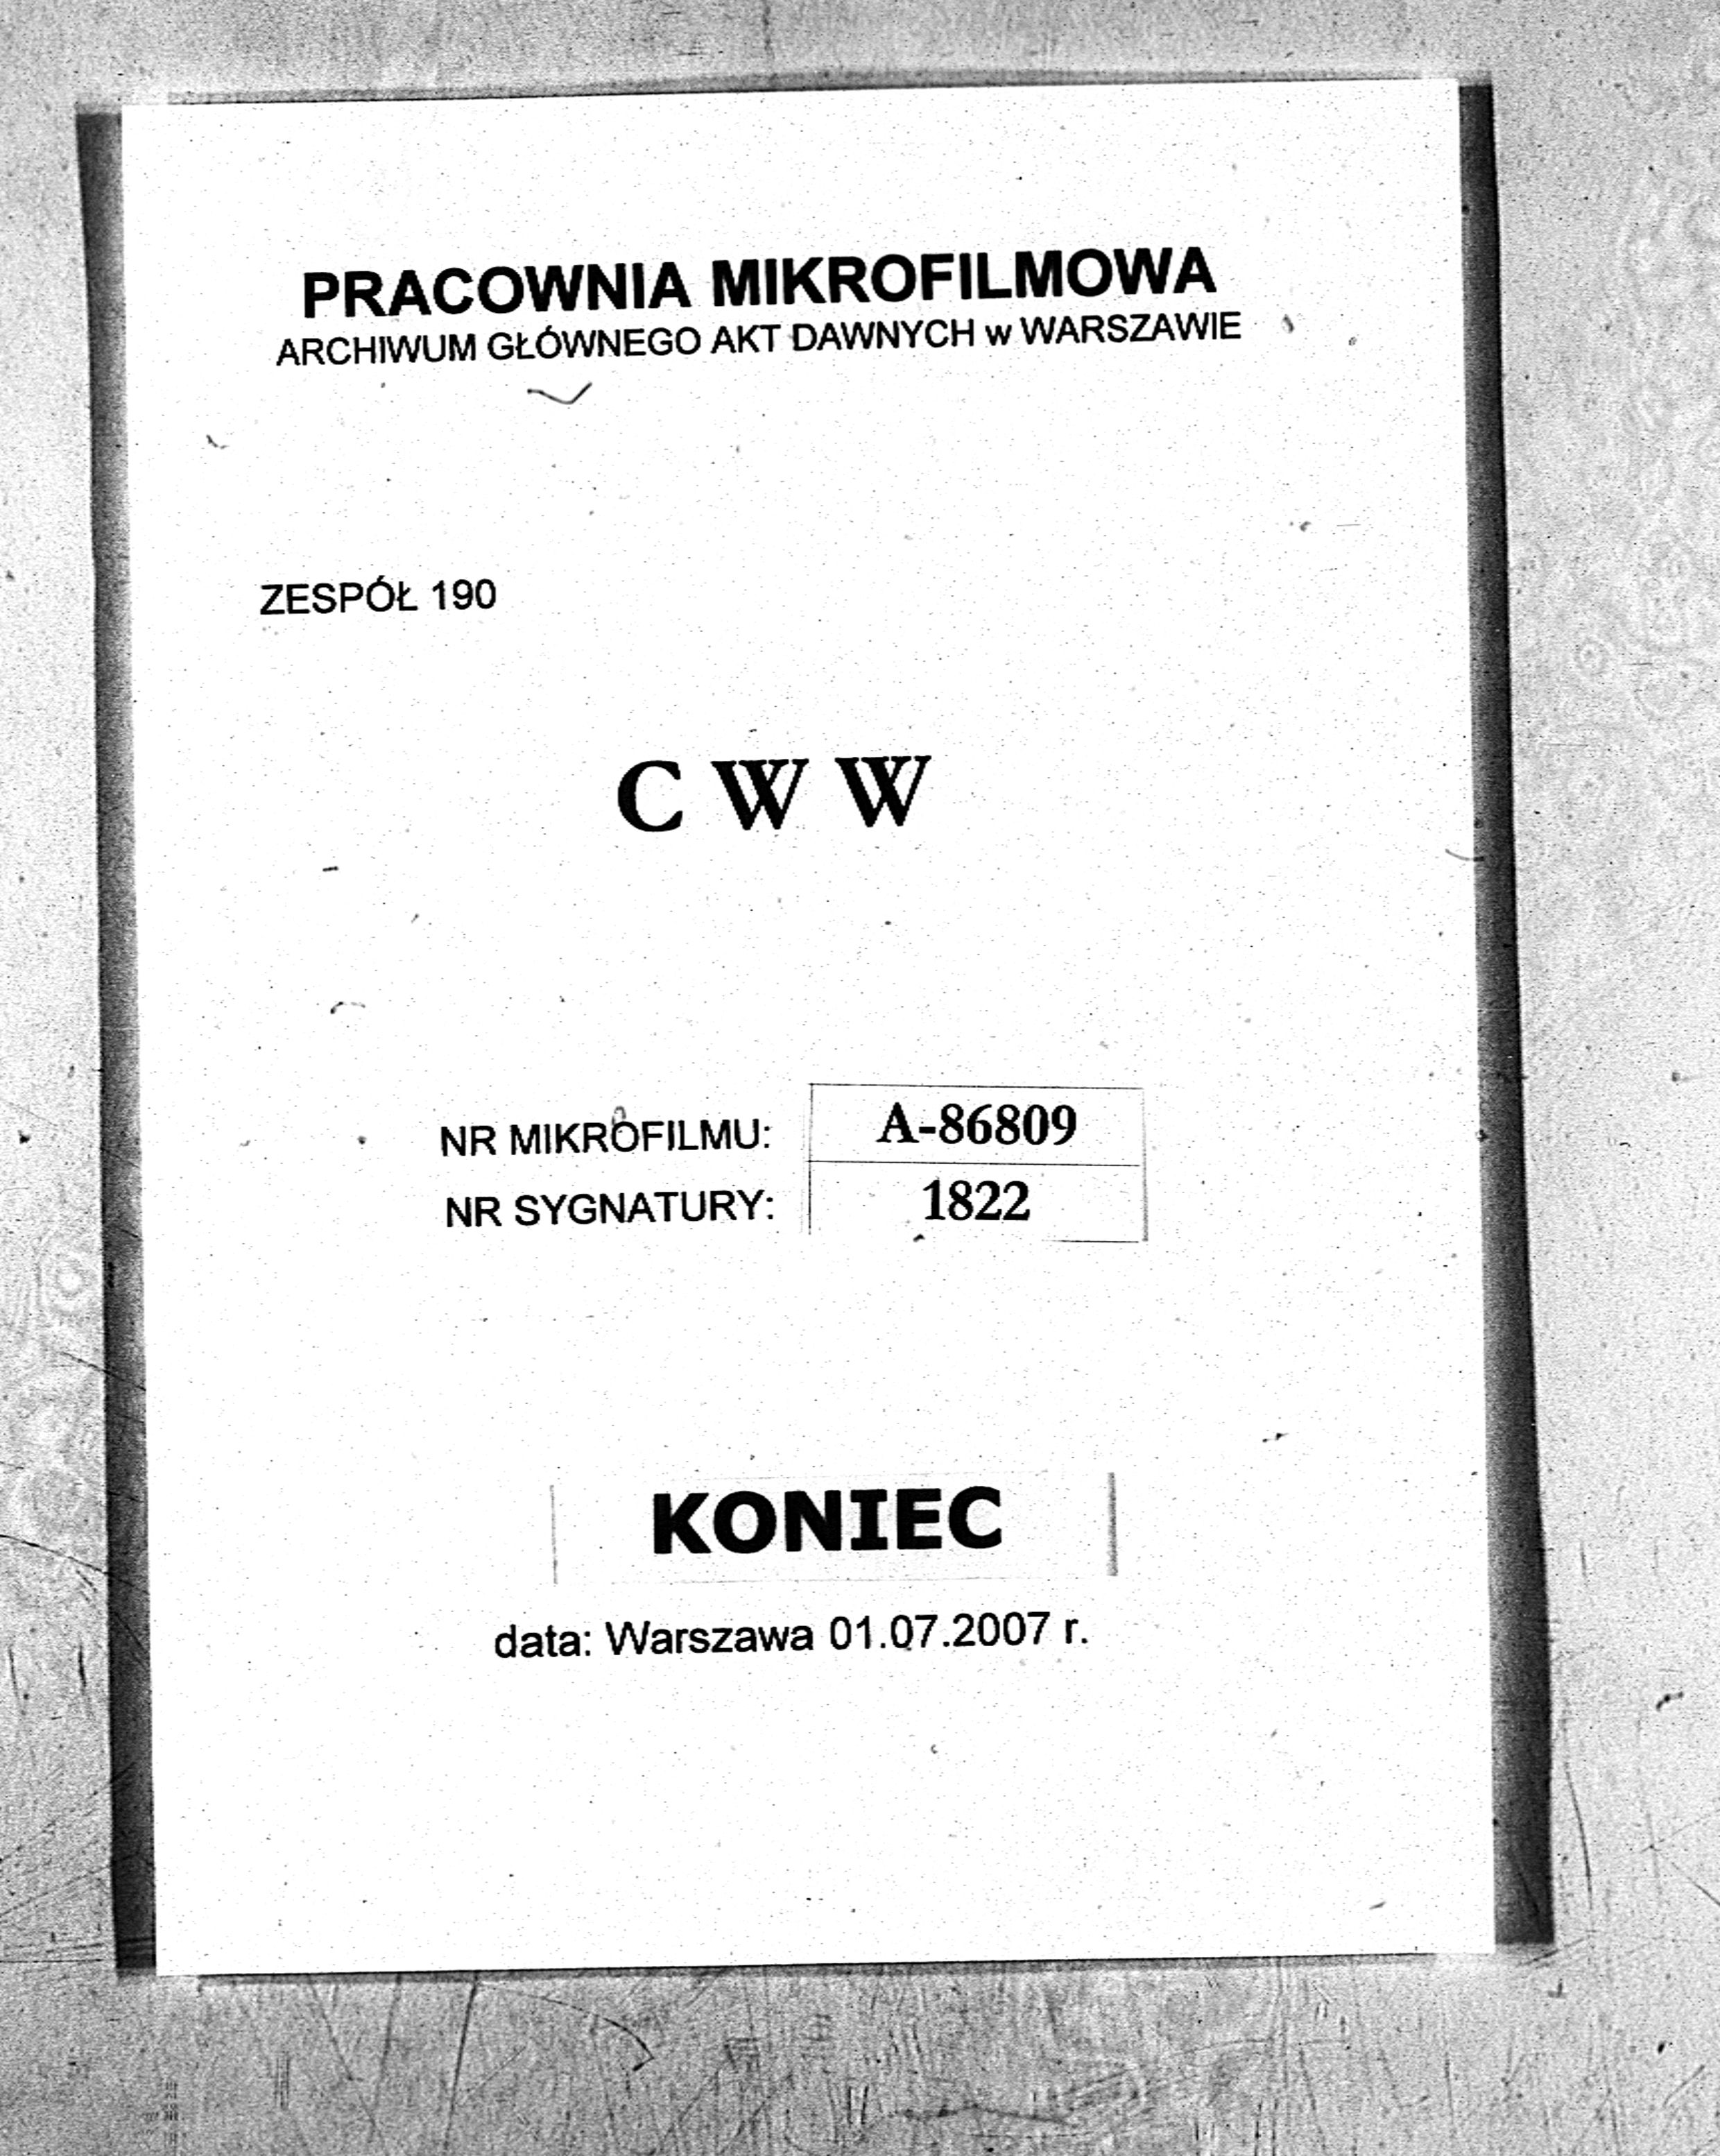 PRACOWNIA MIKROFILMOWA
ARCHIWUM GŁÓWNEGO AKT DAWNYCH w WARSZAWIE
ZESPÓŁ 190
C W W
NR MIKROFILMU: A-86809
NR SYGNATURY: 1822
KONIEC
data: Warszawa 01.07.2007 r.